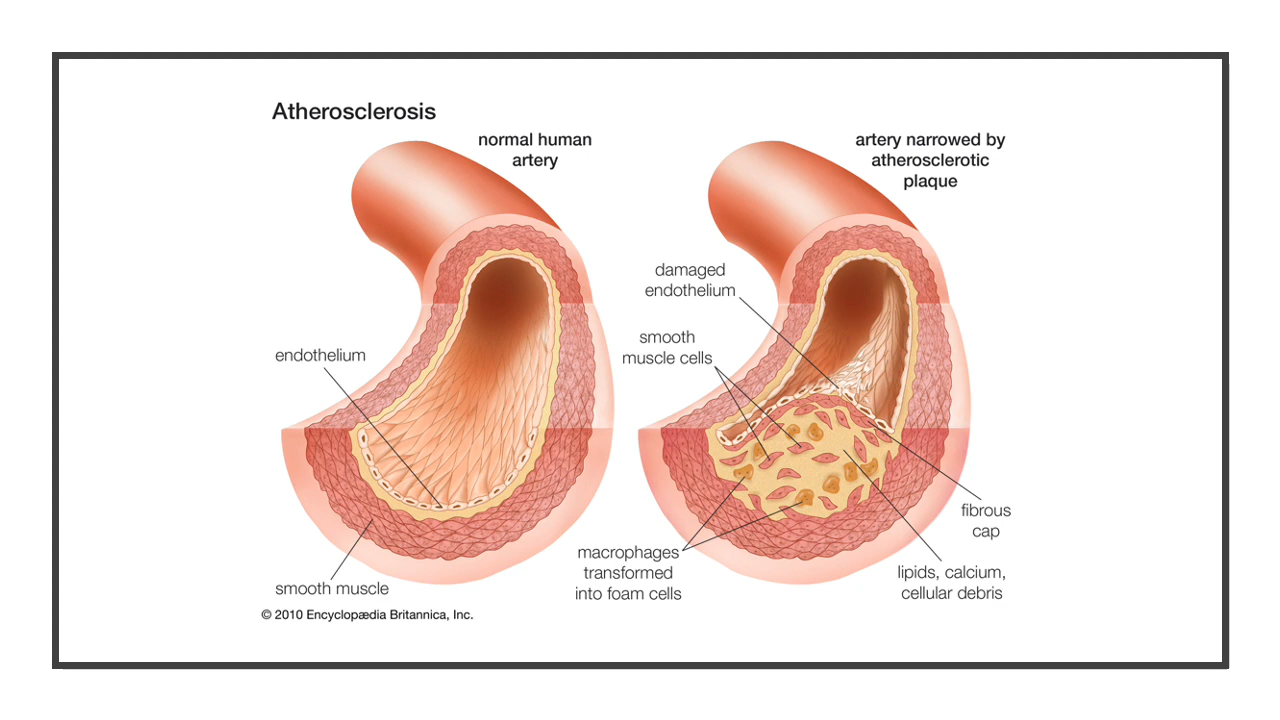 Atherosclerosis
normal human
artery
artery narrowed by
atherosclerotic
plaque
damaged
endothelium
smooth
muscle cells
endothelium
fibrous
cap
macrophages
transformed
into foam cells
lipids, calcium,
cellular debris
smooth muscle
© 2010 Encyclopædia Britannica, Inc.